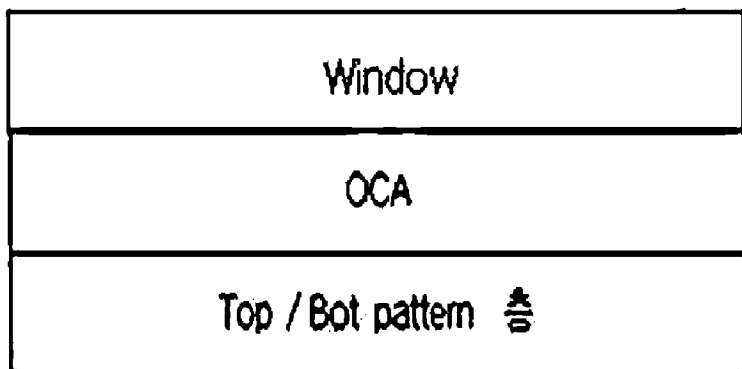 Window
OCA
Top / Bot pattern 층